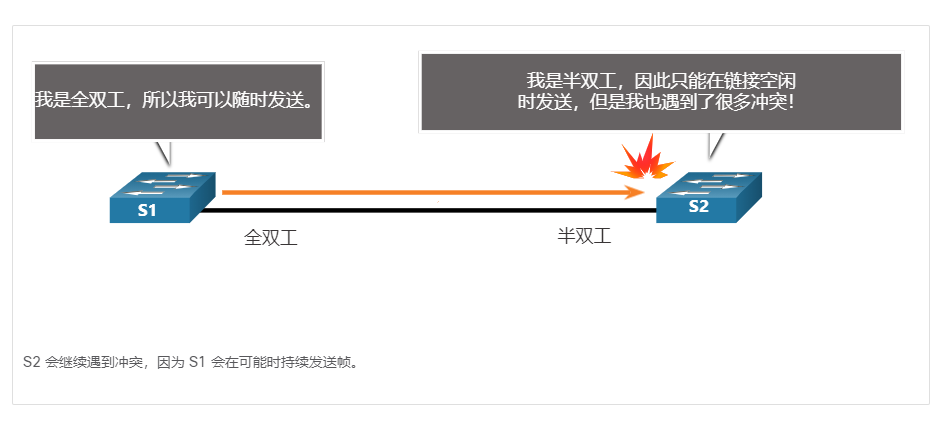 我是全双工，所以我可以随时发送。
我是半双工，因此只能在链接空闲
时发送，但是我也遇到了很多冲突！
S1
S2
全双工
半双工
S2 会继续遇到冲突，因为 S1 会在可能时持续发送帧。